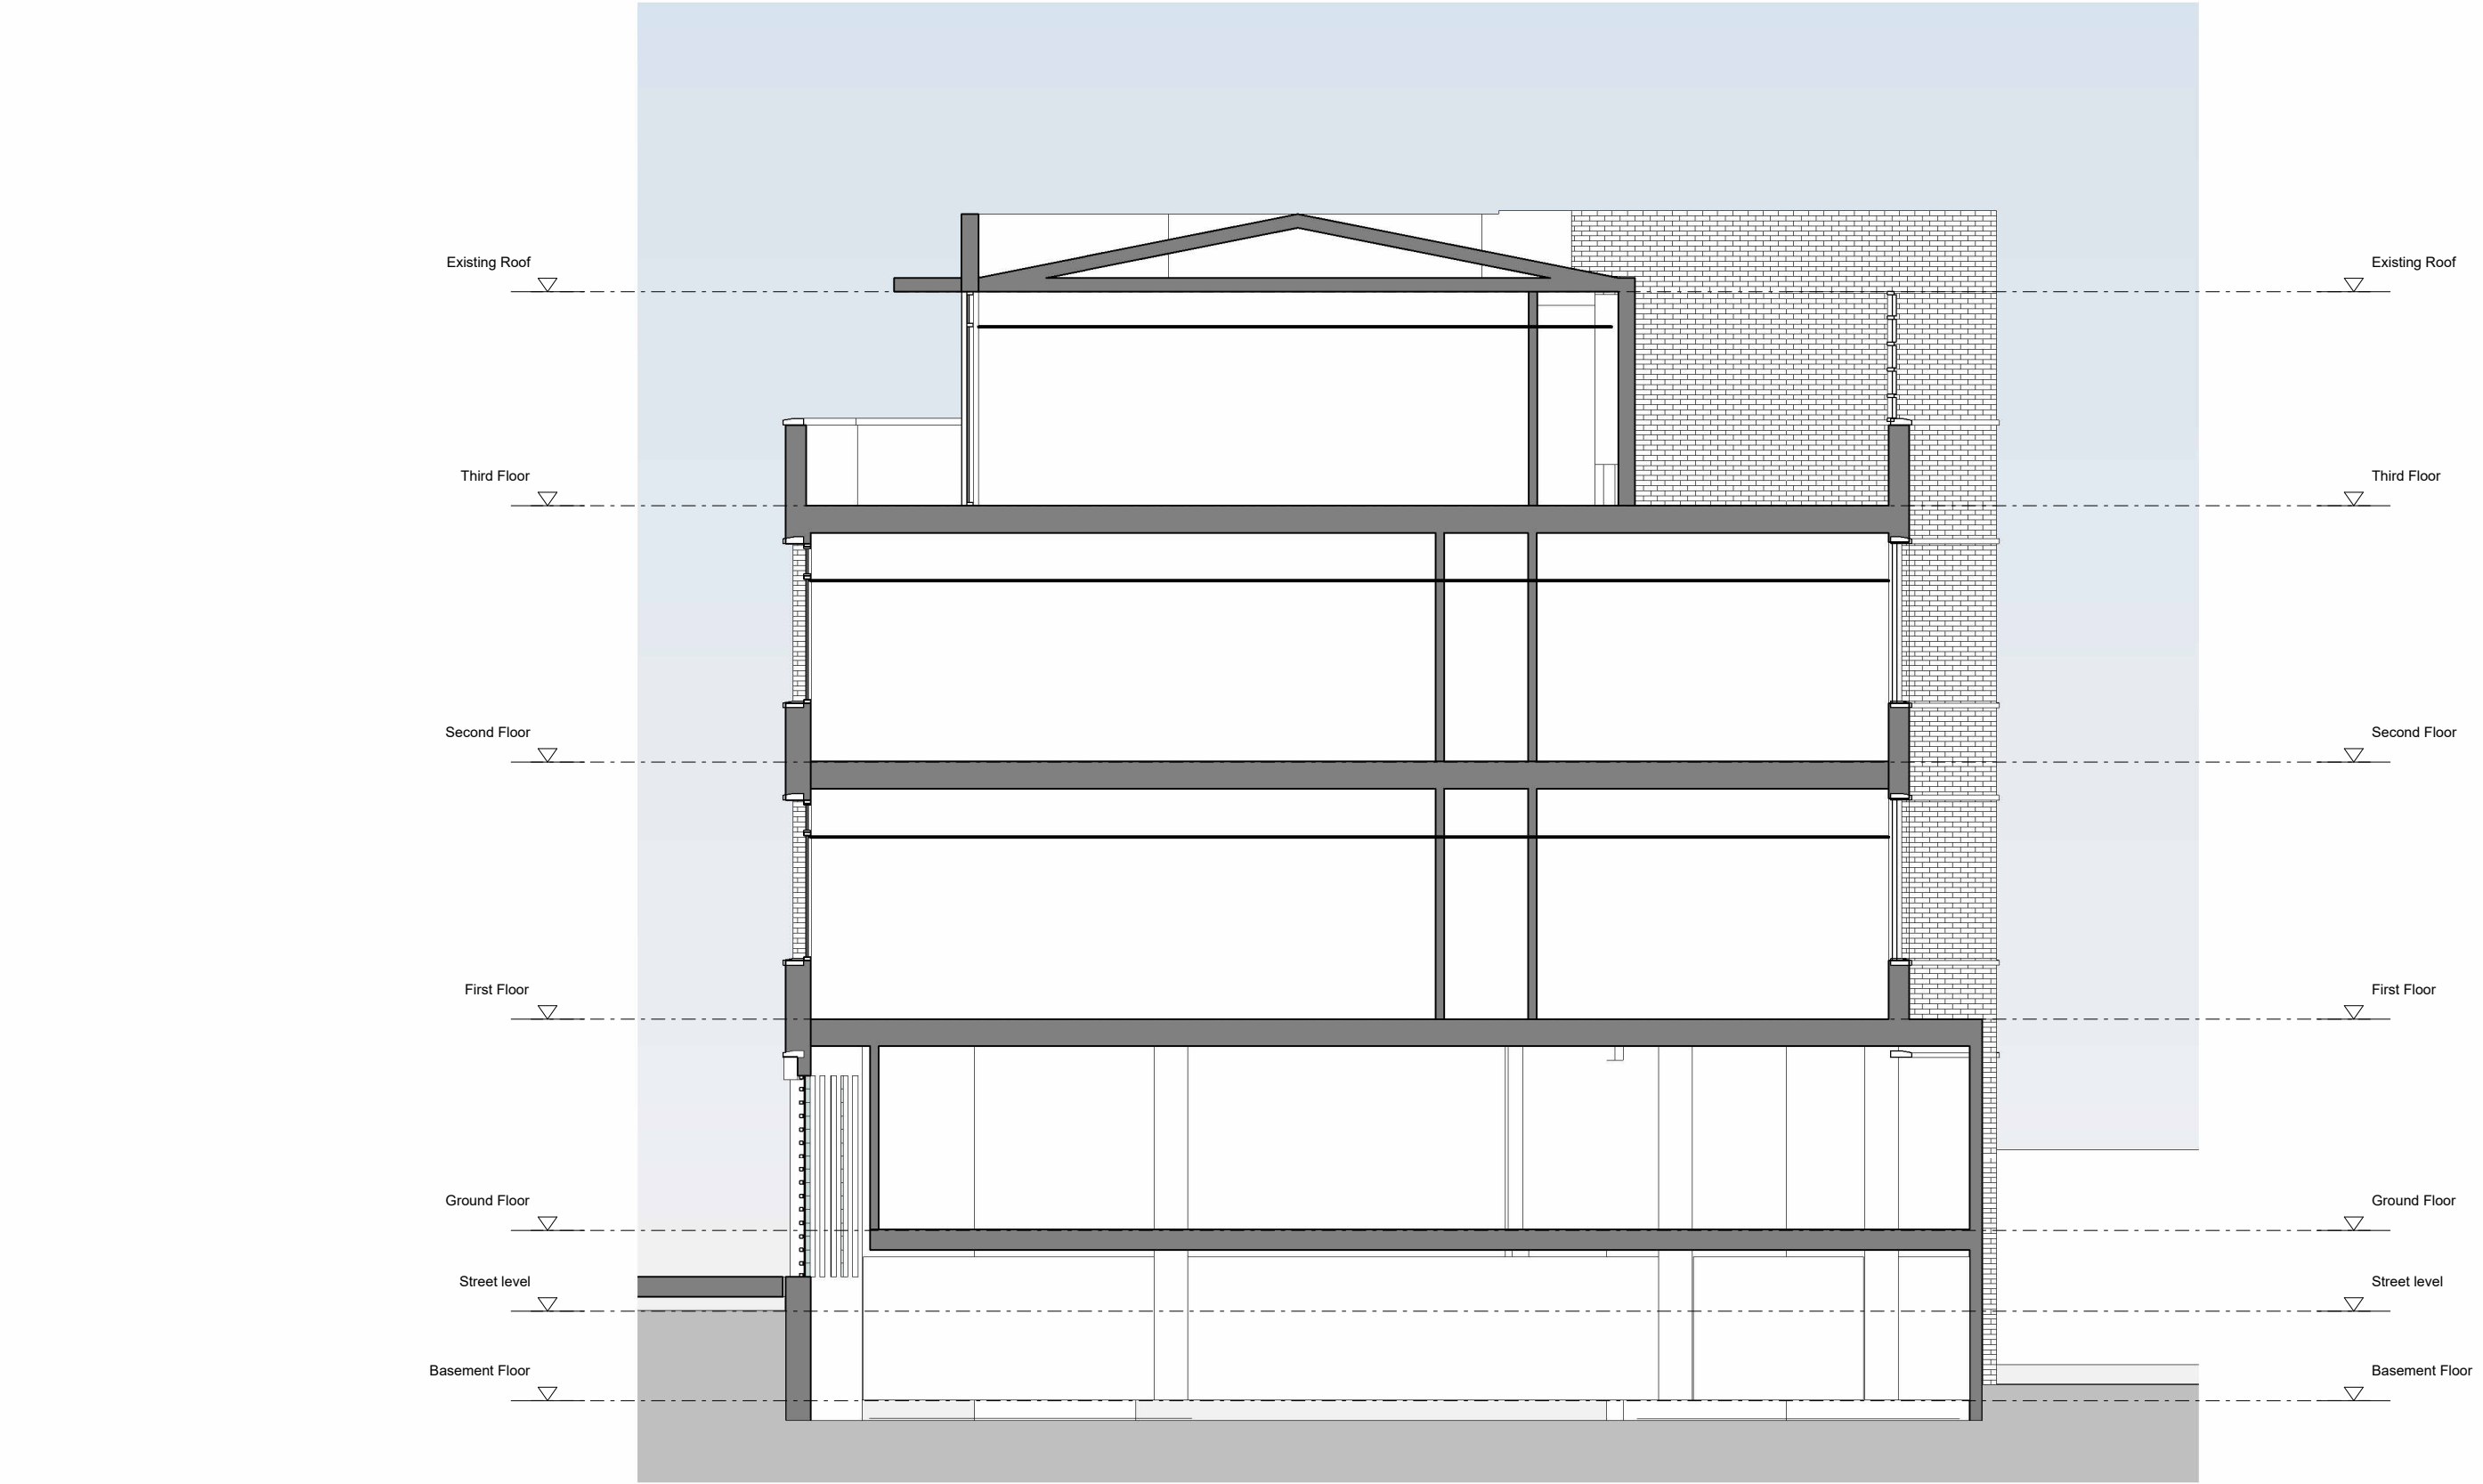 Existing Roof
Existing Roof
Third Floor
Third Floor
Second Floor
Second Floor
First Floor
First Floor
Ground Floor
Ground Floor
Street level
Street level
Basement Floor
Basement Floor